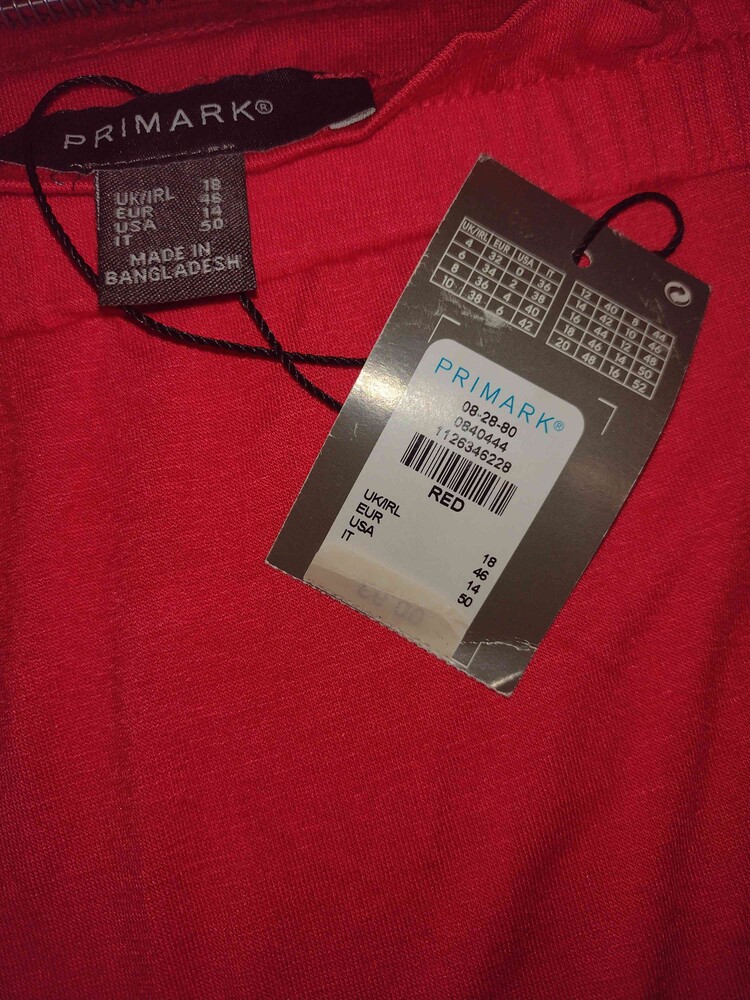 PRIMARK®
UK/IRL 18
EUR 46
USA 14
IT 50
MADE IN
BANGLADESH
UK/IRL EUR USA IT
4 32 0 36
6 34 2 38
8 36 4 40
10 38 6 42
12 40 8 44
14 42 10 46
16 44 12 48
18 46 14 50
20 48 16 52
PRIMARK®
08-28-80
0840444
1126346228
RED
UK/IRL 18
EUR 46
USA 14
IT 50